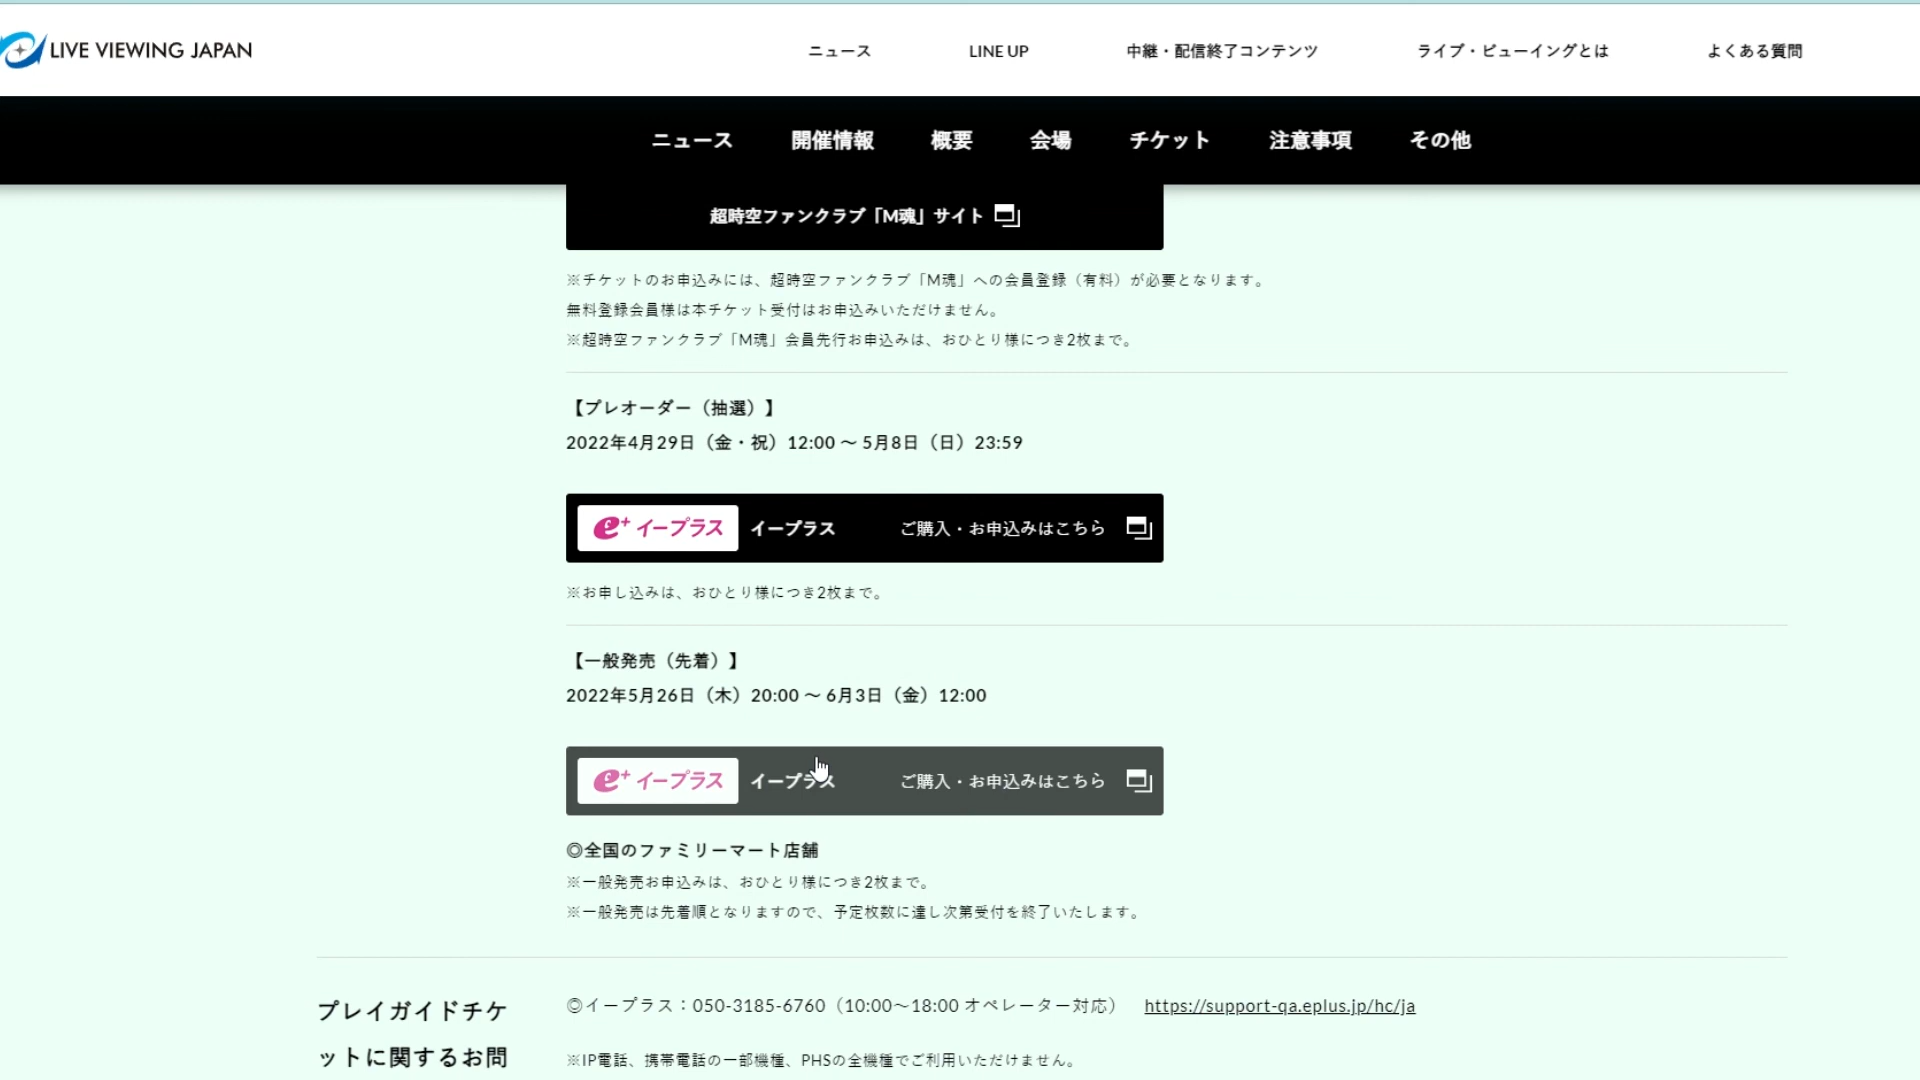 LIVE VIEWING JAPAN
ニュース LINE UP 中継・配信終了コンテンツ ライブ・ビューイングとは よくある質問
ニュース 開催情報 概要 会場 チケット 注意事項 その他
超時空ファンクラブ「M魂」サイト
※チケットのお申込みには、超時空ファンクラブ「M魂」への会員登録（有料）が必要となります。
無料登録会員様は本チケット受付はお申込みいただけません。
※超時空ファンクラブ「M魂」会員先行お申込みは、おひとり様につき2枚まで。
【プレオーダー（抽選）】
2022年4月29日（金・祝）12:00 〜 5月8日（日）23:59
e+ イープラス イープラス ご購入・お申込みはこちら
※お申し込みは、おひとり様につき2枚まで。
【一般発売（先着）】
2022年5月26日（木）20:00 〜 6月3日（金）12:00
e+ イープラス イープラス ご購入・お申込みはこちら
◎全国のファミリーマート店舗
※一般発売お申込みは、おひとり様につき2枚まで。
※一般発売は先着順となりますので、予定枚数に達し次第受付を終了いたします。
プレイガイドチケ
ットに関するお問
◎イープラス：050-3185-6760（10:00〜18:00 オペレーター対応） https://support-qa.eplus.jp/hc/ja
※IP電話、携帯電話の一部機種、PHSの全機種でご利用いただけません。